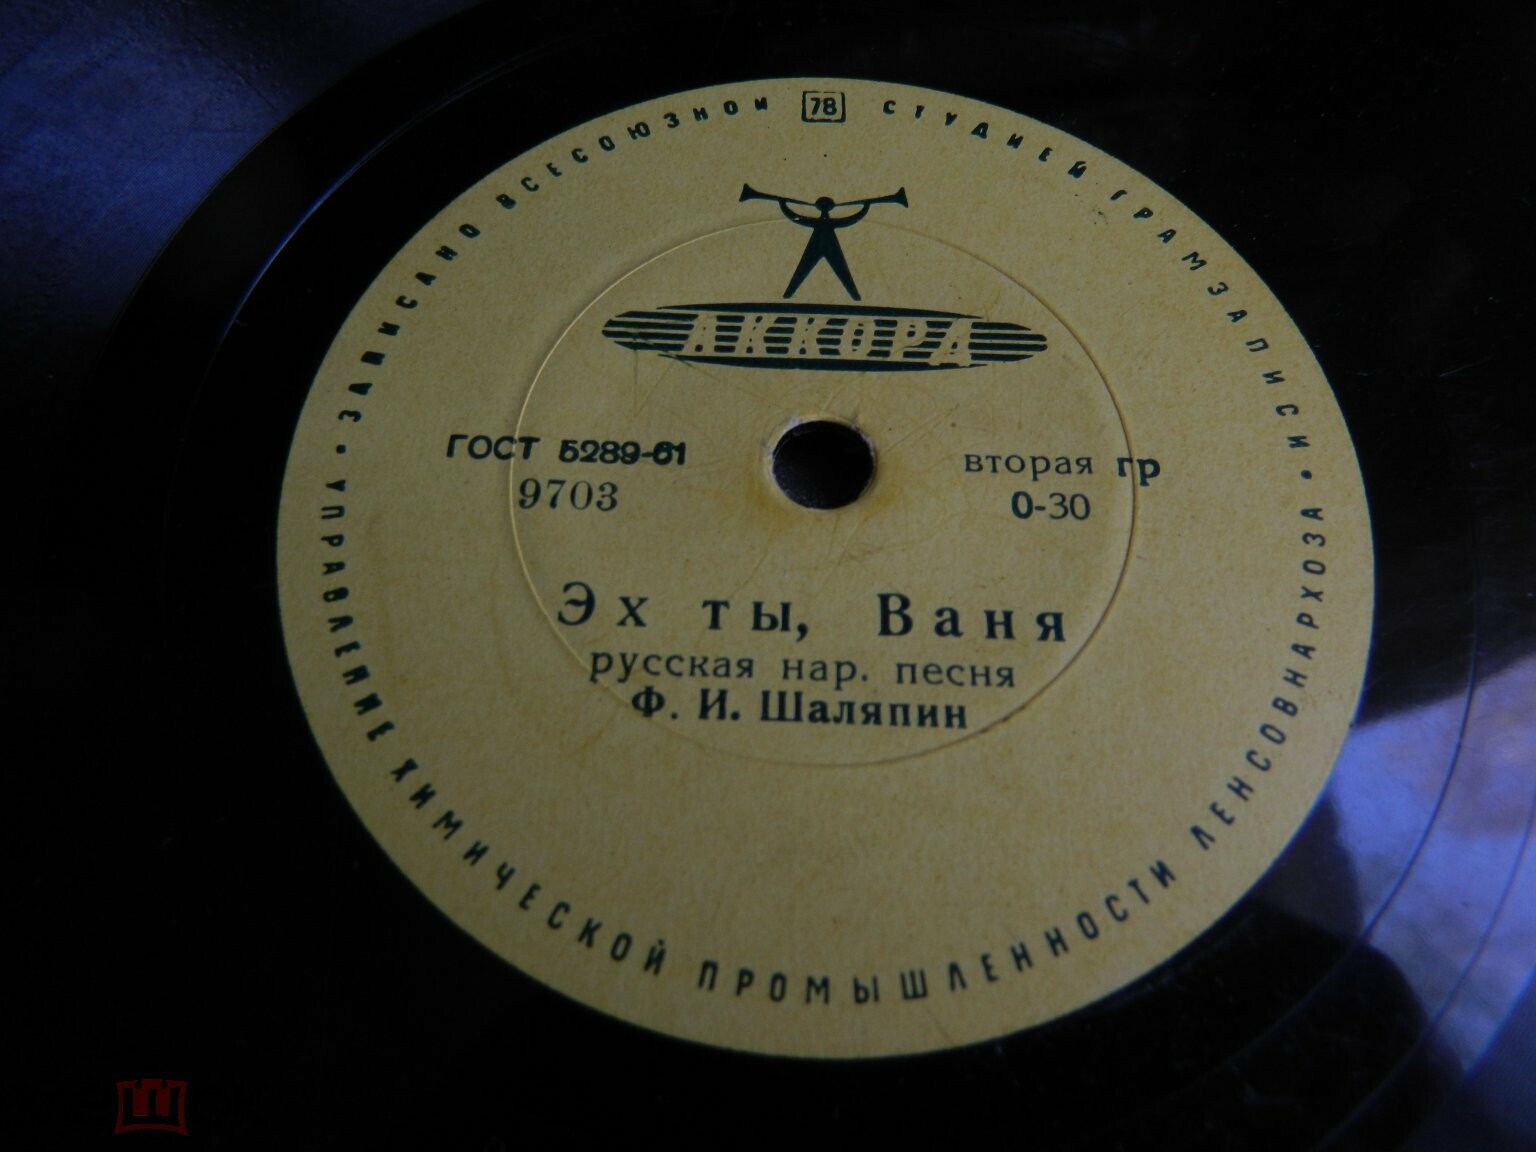 ЗАПИСАНО ВСЕСОЮЗНОЙ 78 СТУДИЕЙ ГРАМЗАПИСИ
АККОРД
ГОСТ 5289-61
9703
вторая гр
0-30
Эх ты, Ваня
русская нар. песня
Ф. И. Шаляпин
• УПРАВЛЕНИЕ ХИМИЧЕСКОЙ ПРОМЫШЛЕННОСТИ ЛЕНСОВНАРХОЗА •